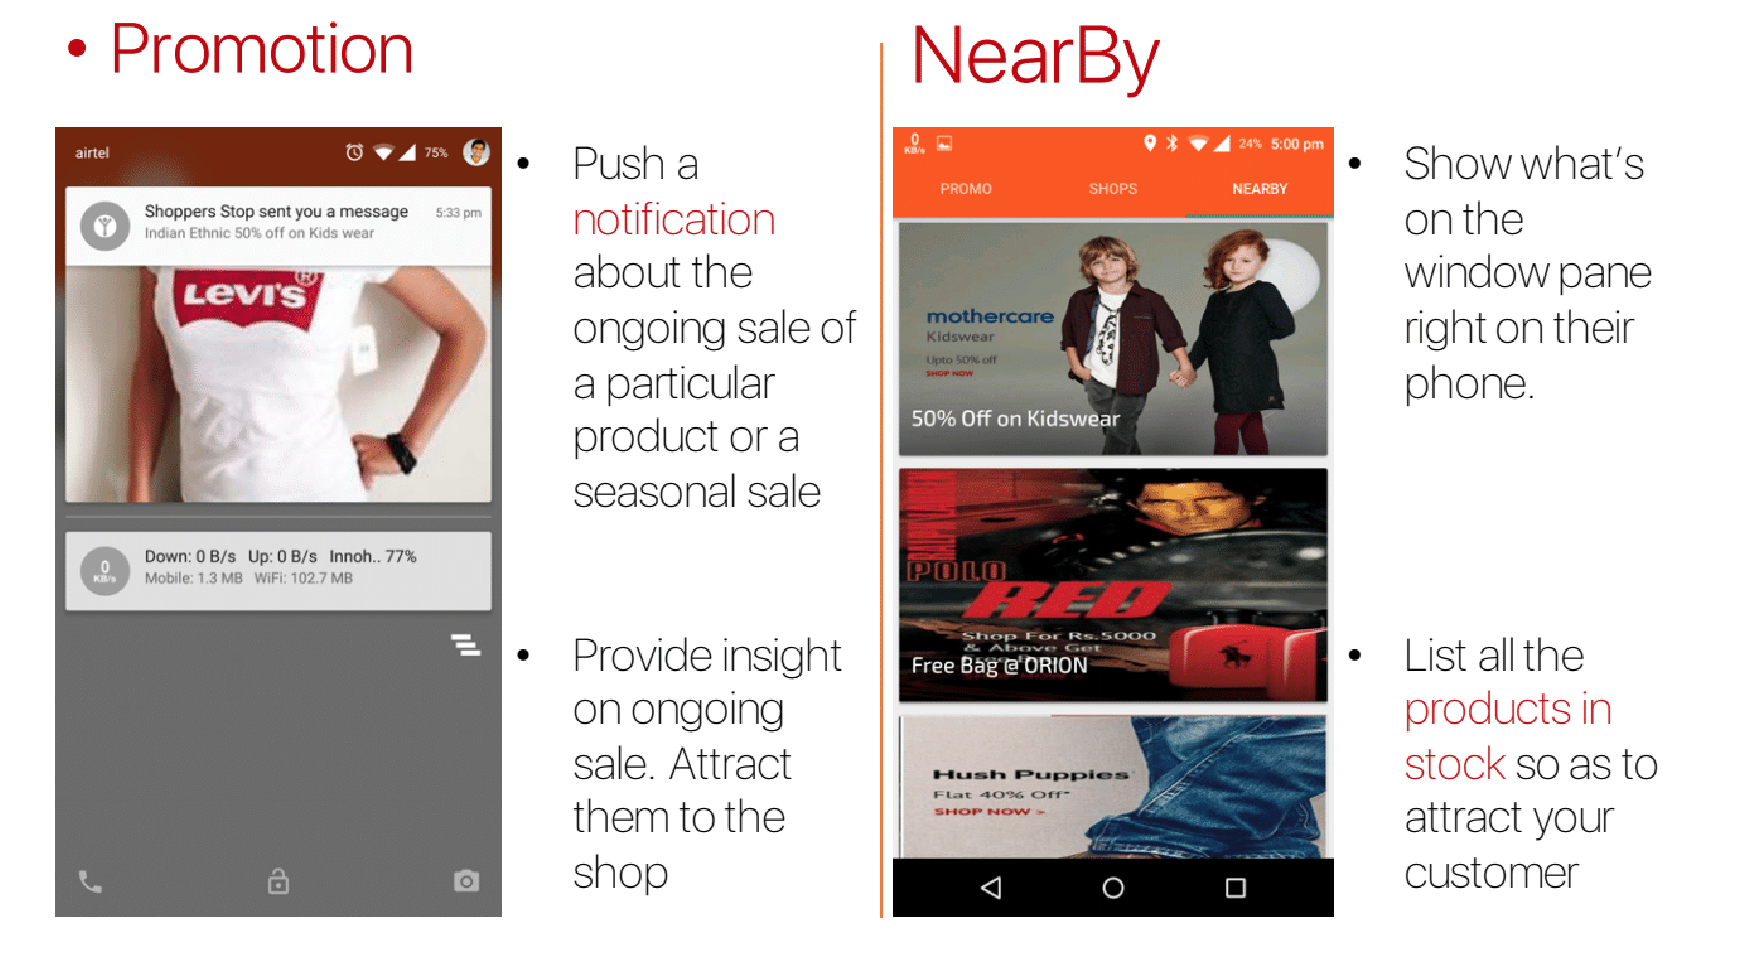 • Promotion
airtel
75%
Shoppers Stop sent you a message 5:33 pm
Indian Ethnic 50% off on Kids wear
LEVI'S®
Down: 0 B/s Up: 0 B/s Innoh.. 77%
0 KB/s
Mobile: 1.3 MB WiFi: 102.7 MB
• Push a
notification
about the
ongoing sale of
a particular
product or a
seasonal sale
• Provide insight
on ongoing
sale. Attract
them to the
shop
NearBy
0 KB/s
24% 5:00 pm
PROMO SHOPS NEARBY
mothercare
Kidswear
Upto 50% off
SHOP NOW
50% Off on Kidswear
RALPH LAUREN
POLO
RED
Shop For Rs.5000
& Above Get
Free Bag @ ORION
Hush Puppies
Flat 40% Off*
SHOP NOW >
• Show what's
on the
window pane
right on their
phone.
• List all the
products in
stock so as to
attract your
customer